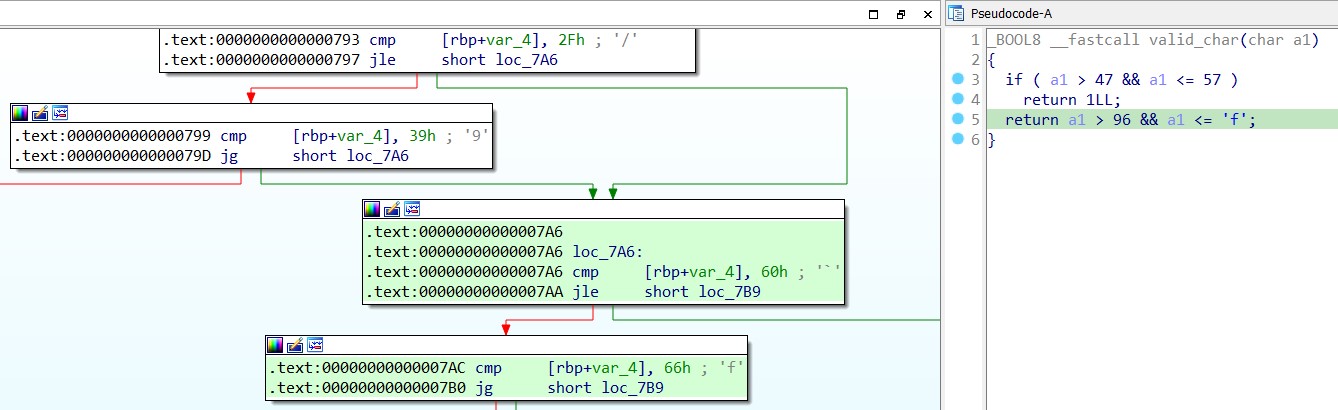 .text:0000000000000793 cmp [rbp+var_4], 2Fh ; '/'
.text:0000000000000797 jle short loc_7A6
.text:0000000000000799 cmp [rbp+var_4], 39h ; '9'
.text:000000000000079D jg short loc_7A6
.text:00000000000007A6
.text:00000000000007A6 loc_7A6:
.text:00000000000007A6 cmp [rbp+var_4], 60h ; '`'
.text:00000000000007AA jle short loc_7B9
.text:00000000000007AC cmp [rbp+var_4], 66h ; 'f'
.text:00000000000007B0 jg short loc_7B9
Pseudocode-A
1 _BOOL8 __fastcall valid_char(char a1)
2 {
3 if ( a1 > 47 && a1 <= 57 )
4 return 1LL;
5 return a1 > 96 && a1 <= 'f';
6 }